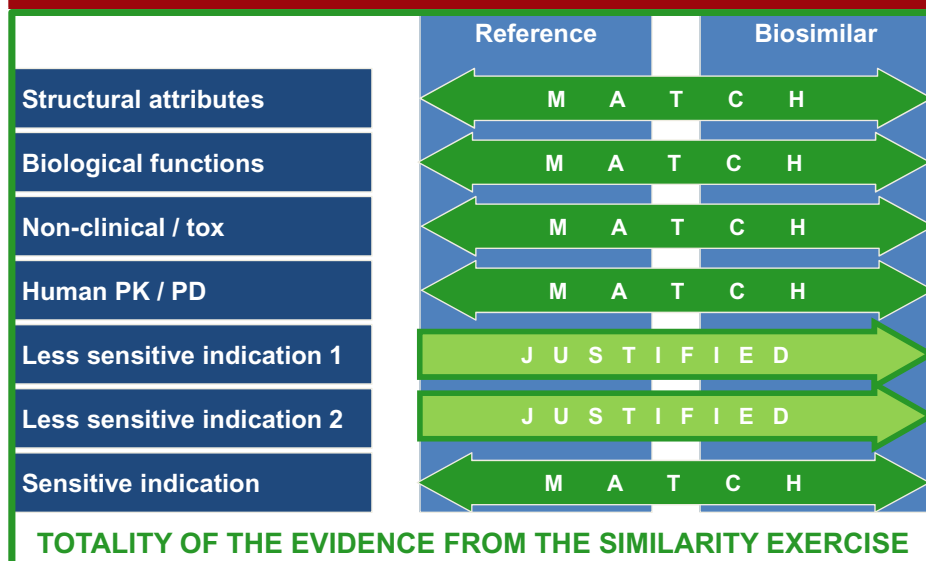 Reference Biosimilar
Structural attributes M A T C H
Biological functions M A T C H
Non-clinical / tox M A T C H
Human PK / PD M A T C H
Less sensitive indication 1 J U S T I F I E D
Less sensitive indication 2 J U S T I F I E D
Sensitive indication M A T C H
TOTALITY OF THE EVIDENCE FROM THE SIMILARITY EXERCISE